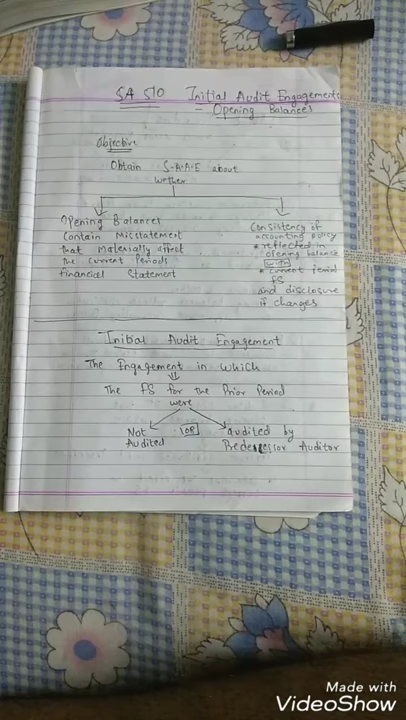 SA 510 Initial Audit Engagements
- Opening Balances
Objective
Obtain S.A.A.E about
wether
Opening Balances
Contain Misstatement
that Materially affect
the current Periods
financial Statement
Consistency of
accounting policy
* reflected in
opening balance
with
* current period
FS
and disclosure
if changes
Initial Audit Engagement
The Engagement in which
The FS for the Prior Period
were
Not
Audited
OR
audited by
Predecessor Auditor
Made with
VideoShow